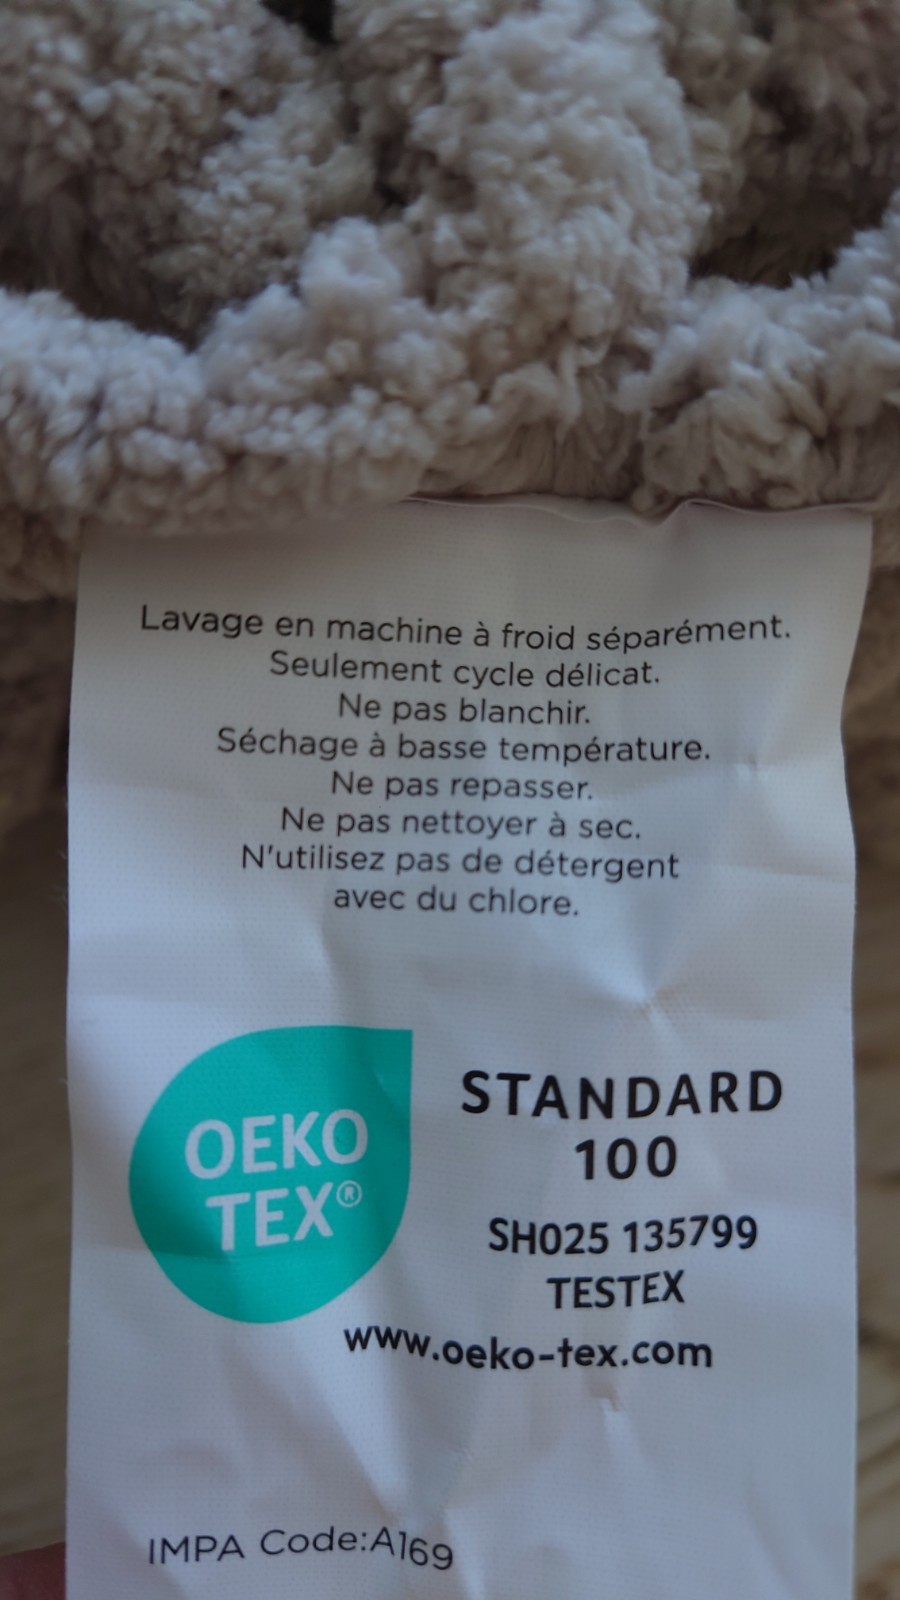 Lavage en machine à froid séparément.
Seulement cycle délicat.
Ne pas blanchir.
Séchage à basse température.
Ne pas repasser.
Ne pas nettoyer à sec.
N'utilisez pas de détergent
avec du chlore.
OEKO
TEX®
STANDARD
100
SH025 135799
TESTEX
www.oeko-tex.com
IMPA Code:A169